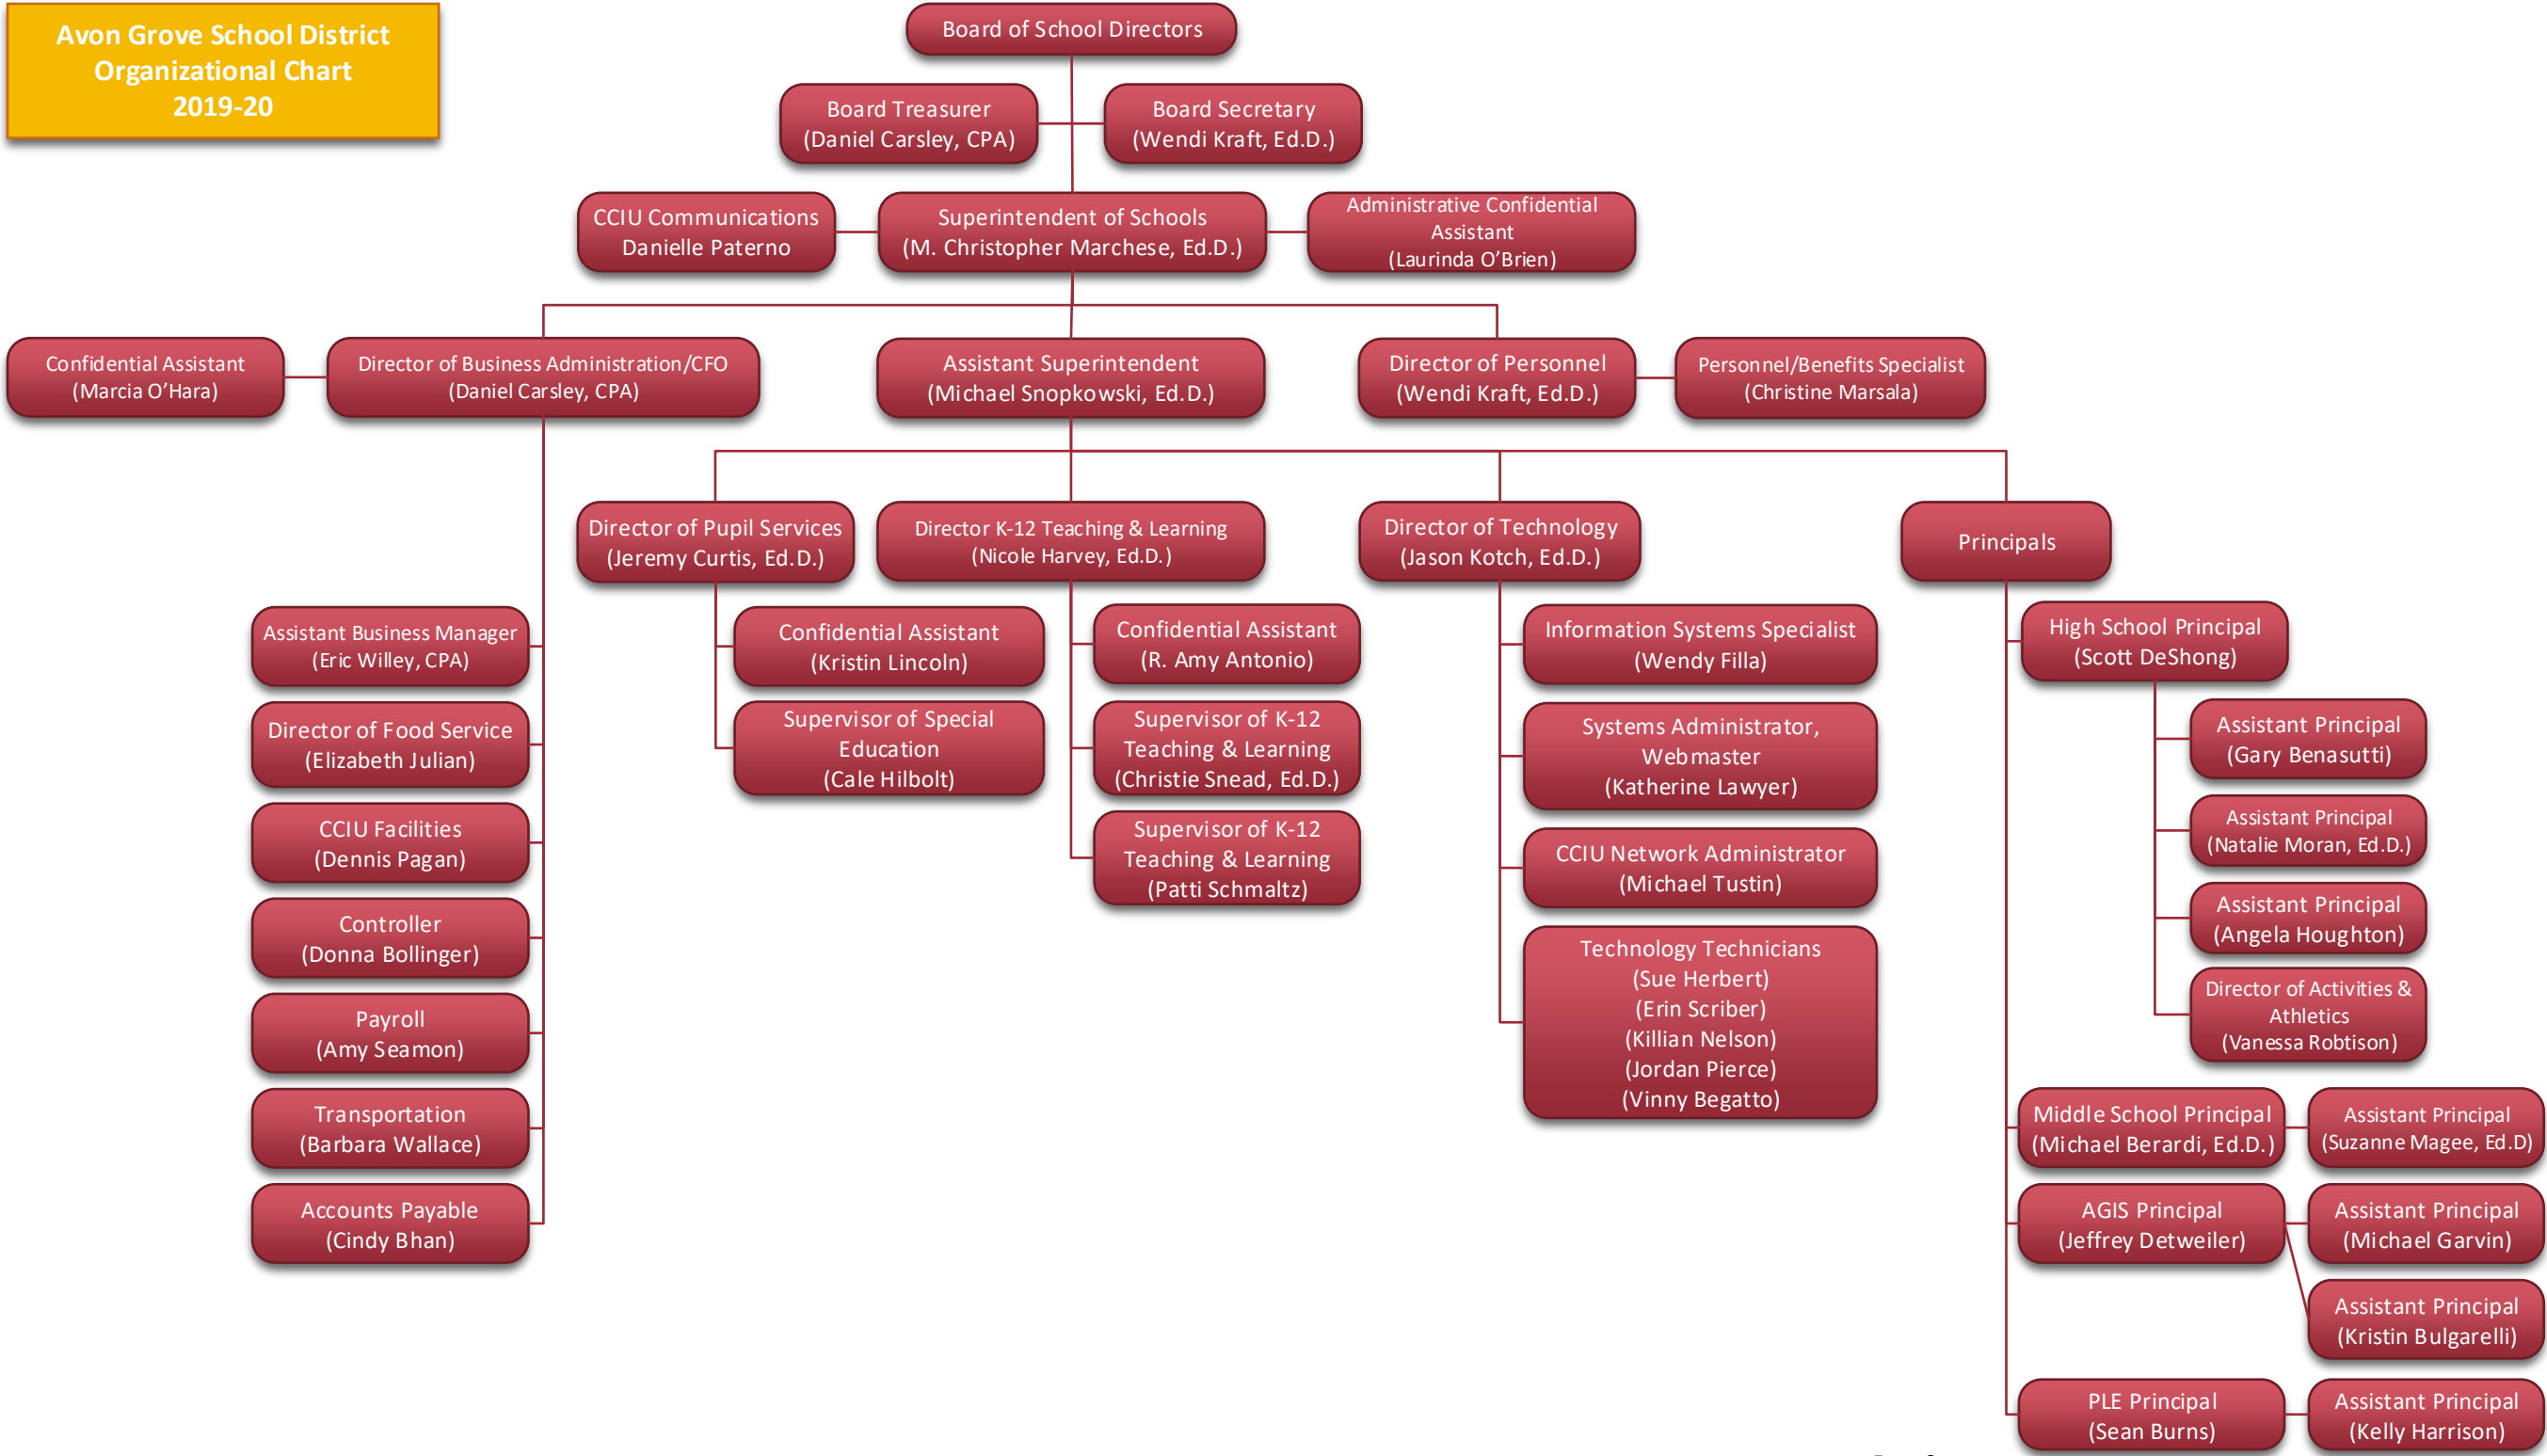 Avon Grove School District
Organizational Chart
2019-20
Board of School Directors
Board Treasurer
(Daniel Carsley, CPA)
Board Secretary
(Wendi Kraft, Ed.D.)
CCIU Communications
Danielle Paterno
Superintendent of Schools
(M. Christopher Marchese, Ed.D.)
Administrative Confidential
Assistant
(Laurinda O’Brien)
Confidential Assistant
(Marcia O’Hara)
Director of Business Administration/CFO
(Daniel Carsley, CPA)
Assistant Superintendent
(Michael Snopkowski, Ed.D.)
Director of Personnel
(Wendi Kraft, Ed.D.)
Personnel/Benefits Specialist
(Christine Marsala)
Director of Pupil Services
(Jeremy Curtis, Ed.D.)
Director K-12 Teaching & Learning
(Nicole Harvey, Ed.D.)
Director of Technology
(Jason Kotch, Ed.D.)
Principals
Assistant Business Manager
(Eric Willey, CPA)
Director of Food Service
(Elizabeth Julian)
CCIU Facilities
(Dennis Pagan)
Controller
(Donna Bollinger)
Payroll
(Amy Seamon)
Transportation
(Barbara Wallace)
Accounts Payable
(Cindy Bhan)
Confidential Assistant
(Kristin Lincoln)
Supervisor of Special
Education
(Cale Hilbolt)
Confidential Assistant
(R. Amy Antonio)
Supervisor of K-12
Teaching & Learning
(Christie Snead, Ed.D.)
Supervisor of K-12
Teaching & Learning
(Patti Schmaltz)
Information Systems Specialist
(Wendy Filla)
Systems Administrator,
Webmaster
(Katherine Lawyer)
CCIU Network Administrator
(Michael Tustin)
Technology Technicians
(Sue Herbert)
(Erin Scriber)
(Killian Nelson)
(Jordan Pierce)
(Vinny Begatto)
High School Principal
(Scott DeShong)
Assistant Principal
(Gary Benasutti)
Assistant Principal
(Natalie Moran, Ed.D.)
Assistant Principal
(Angela Houghton)
Director of Activities &
Athletics
(Vanessa Robtison)
Middle School Principal
(Michael Berardi, Ed.D.)
Assistant Principal
(Suzanne Magee, Ed.D)
AGIS Principal
(Jeffrey Detweiler)
Assistant Principal
(Michael Garvin)
Assistant Principal
(Kristin Bulgarelli)
PLE Principal
(Sean Burns)
Assistant Principal
(Kelly Harrison)